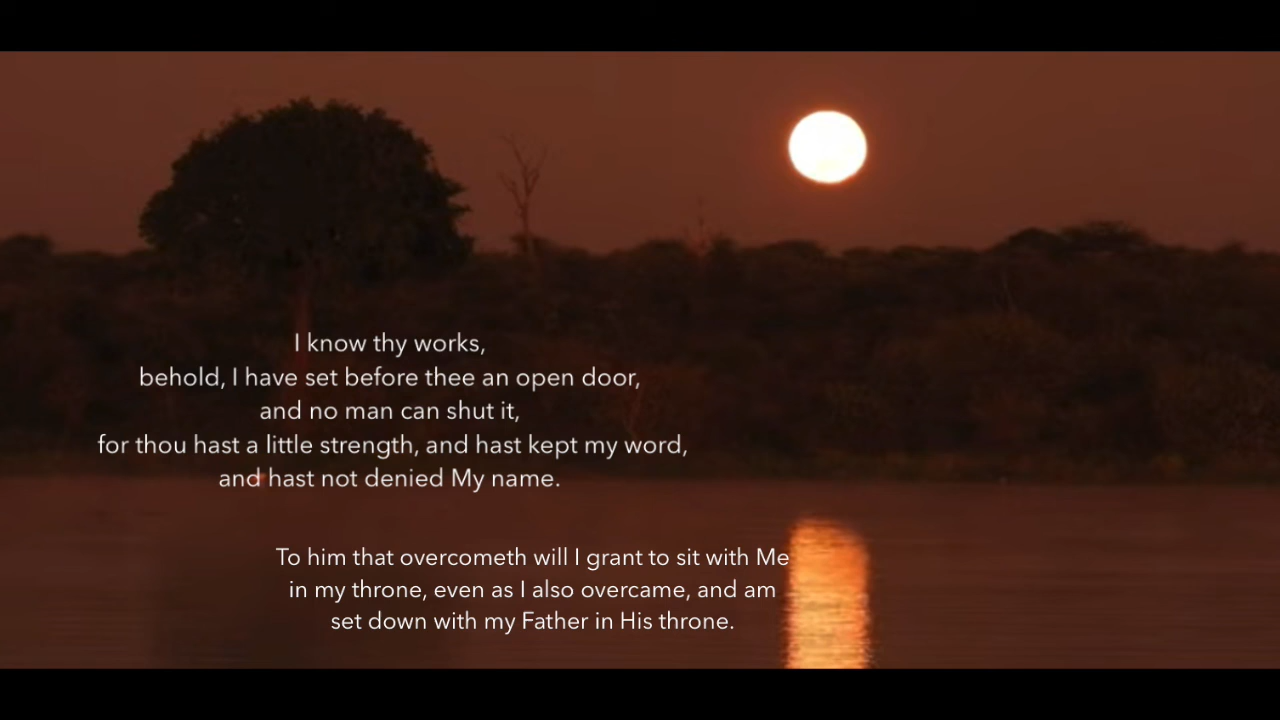 I know thy works,
behold, I have set before thee an open door,
and no man can shut it,
for thou hast a little strength, and hast kept my word,
and hast not denied My name.
To him that overcometh will I grant to sit with Me
in my throne, even as I also overcame, and am
set down with my Father in His throne.